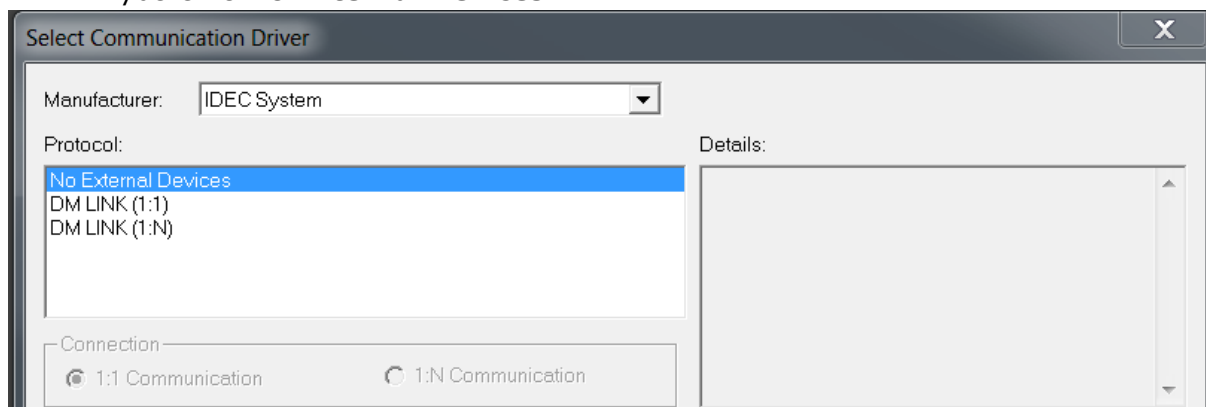 Select Communication Driver
X
Manufacturer: IDEC System
Protocol:
Details:
No External Devices
DM LINK (1:1)
DM LINK (1:N)
Connection
1:1 Communication
1:N Communication